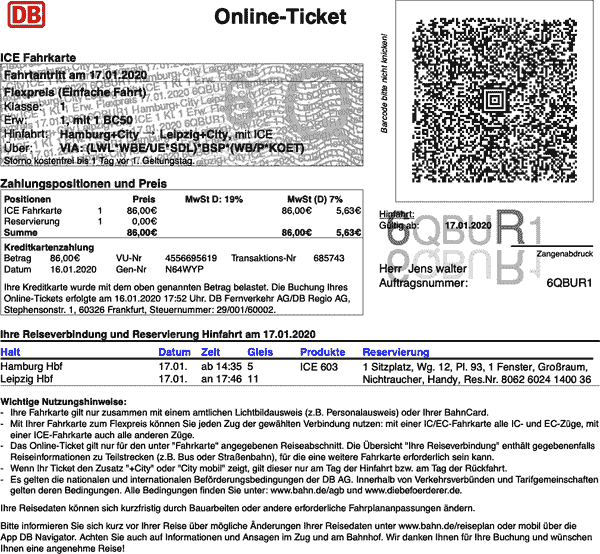 DB
Online-Ticket
Barcode bitte nicht knicken!
ICE Fahrkarte
Fahrtantritt am 17.01.2020
Flexpreis (Einfache Fahrt)
Klasse: 1
Erw: 1, mit 1 BC50
Hinfahrt: Hamburg+City → Leipzig+City, mit ICE
Über: VIA: (LWL*WBE/UE*SDL)*BSP*(WB/P*KOET)
Storno kostenfrei bis 1 Tag vor 1. Geltungstag.
Zahlungspositionen und Preis
Positionen Preis MwSt D: 19% MwSt (D) 7%
ICE Fahrkarte 1 86,00€ 86,00€ 5,63€
Reservierung 1 0,00€
Summe 86,00€ 86,00€ 5,63€
Kreditkartenzahlung
Betrag 86,00€ VU-Nr 4556695619 Transaktions-Nr 685743
Datum 16.01.2020 Gen-Nr N64WYP
Ihre Kreditkarte wurde mit dem oben genannten Betrag belastet. Die Buchung Ihres
Online-Tickets erfolgte am 16.01.2020 17:52 Uhr. DB Fernverkehr AG/DB Regio AG,
Stephensonstr. 1, 60326 Frankfurt, Steuernummer: 29/001/60002.
Hinfahrt:
6QBUR1
Gültig ab: 17.01.2020
Zangenabdruck
Herr Jens walter
Auftragsnummer: 6QBUR1
Ihre Reiseverbindung und Reservierung Hinfahrt am 17.01.2020
Halt Datum Zeit Gleis Produkte Reservierung
Hamburg Hbf 17.01. ab 14:35 5 ICE 603 1 Sitzplatz, Wg. 12, Pl. 93, 1 Fenster, Großraum,
Leipzig Hbf 17.01. an 17:46 11 Nichtraucher, Handy, Res.Nr. 8062 6024 1400 36
Wichtige Nutzungshinweise:
- Ihre Fahrkarte gilt nur zusammen mit einem amtlichen Lichtbildausweis (z.B. Personalausweis) oder Ihrer BahnCard.
- Mit Ihrer Fahrkarte zum Flexpreis können Sie jeden Zug der gewählten Verbindung nutzen: mit einer IC/EC-Fahrkarte alle IC- und EC-Züge, mit
einer ICE-Fahrkarte auch alle anderen Züge.
- Das Online-Ticket gilt nur für den unter "Fahrkarte" angegebenen Reiseabschnitt. Die Übersicht "Ihre Reiseverbindung" enthält gegebenenfalls
Reiseinformationen zu Teilstrecken (z.B. Bus oder Straßenbahn), für die eine weitere Fahrkarte erforderlich sein kann.
- Wenn Ihr Ticket den Zusatz "+City" oder "City mobil" zeigt, gilt dieser nur am Tag der Hinfahrt bzw. am Tag der Rückfahrt.
- Es gelten die nationalen und internationalen Beförderungsbedingungen der DB AG. Innerhalb von Verkehrsverbünden und Tarifgemeinschaften
gelten deren Bedingungen. Alle Bedingungen finden Sie unter: www.bahn.de/agb und www.diebefoerderer.de.
Ihre Reisedaten können sich kurzfristig durch Bauarbeiten oder andere erforderliche Fahrplananpassungen ändern.
Bitte informieren Sie sich kurz vor Ihrer Reise über mögliche Änderungen Ihrer Reisedaten unter www.bahn.de/reiseplan oder mobil über die
App DB Navigator. Achten Sie auch auf Informationen und Ansagen im Zug und am Bahnhof. Wir danken Ihnen für Ihre Buchung und wünschen
Ihnen eine angenehme Reise!